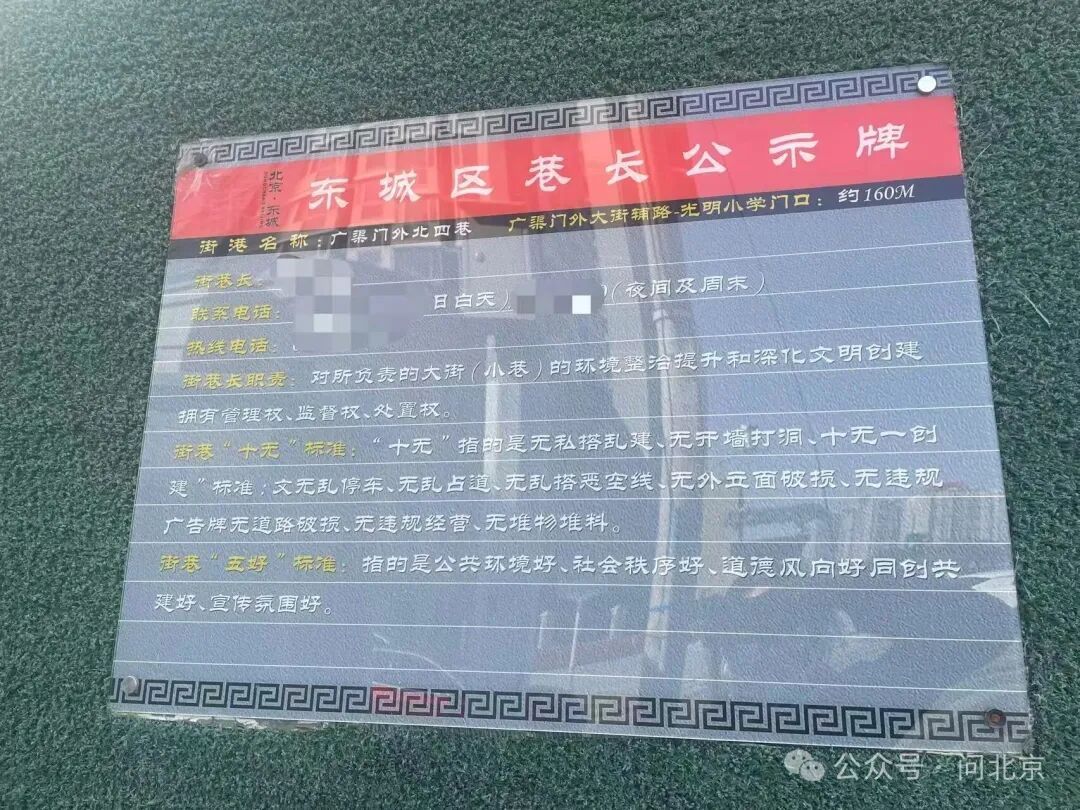 北京·东城
东城区巷长公示牌
街港名称：广渠门外北四巷 广渠门外大街辅路-光明小学门口：约160M
街巷长：
联系电话： 日白天） （夜间及周末）
热线电话：
街巷长职责：对所负责的大街（小巷）的环境整治提升和深化文明创建
拥有管理权、监督权、处置权。
街巷“十无”标准：“十无”指的是无私搭乱建、无开墙打洞、十无一创
建”标准：文无乱停车、无乱占道、无乱搭恶空线、无外立面破损、无违规
广告牌无道路破损、无违规经营、无堆物堆料。
街巷“五好”标准：指的是公共环境好、社会秩序好、道德风向好同创共
建好、宣传氛围好。
公众号·问北京